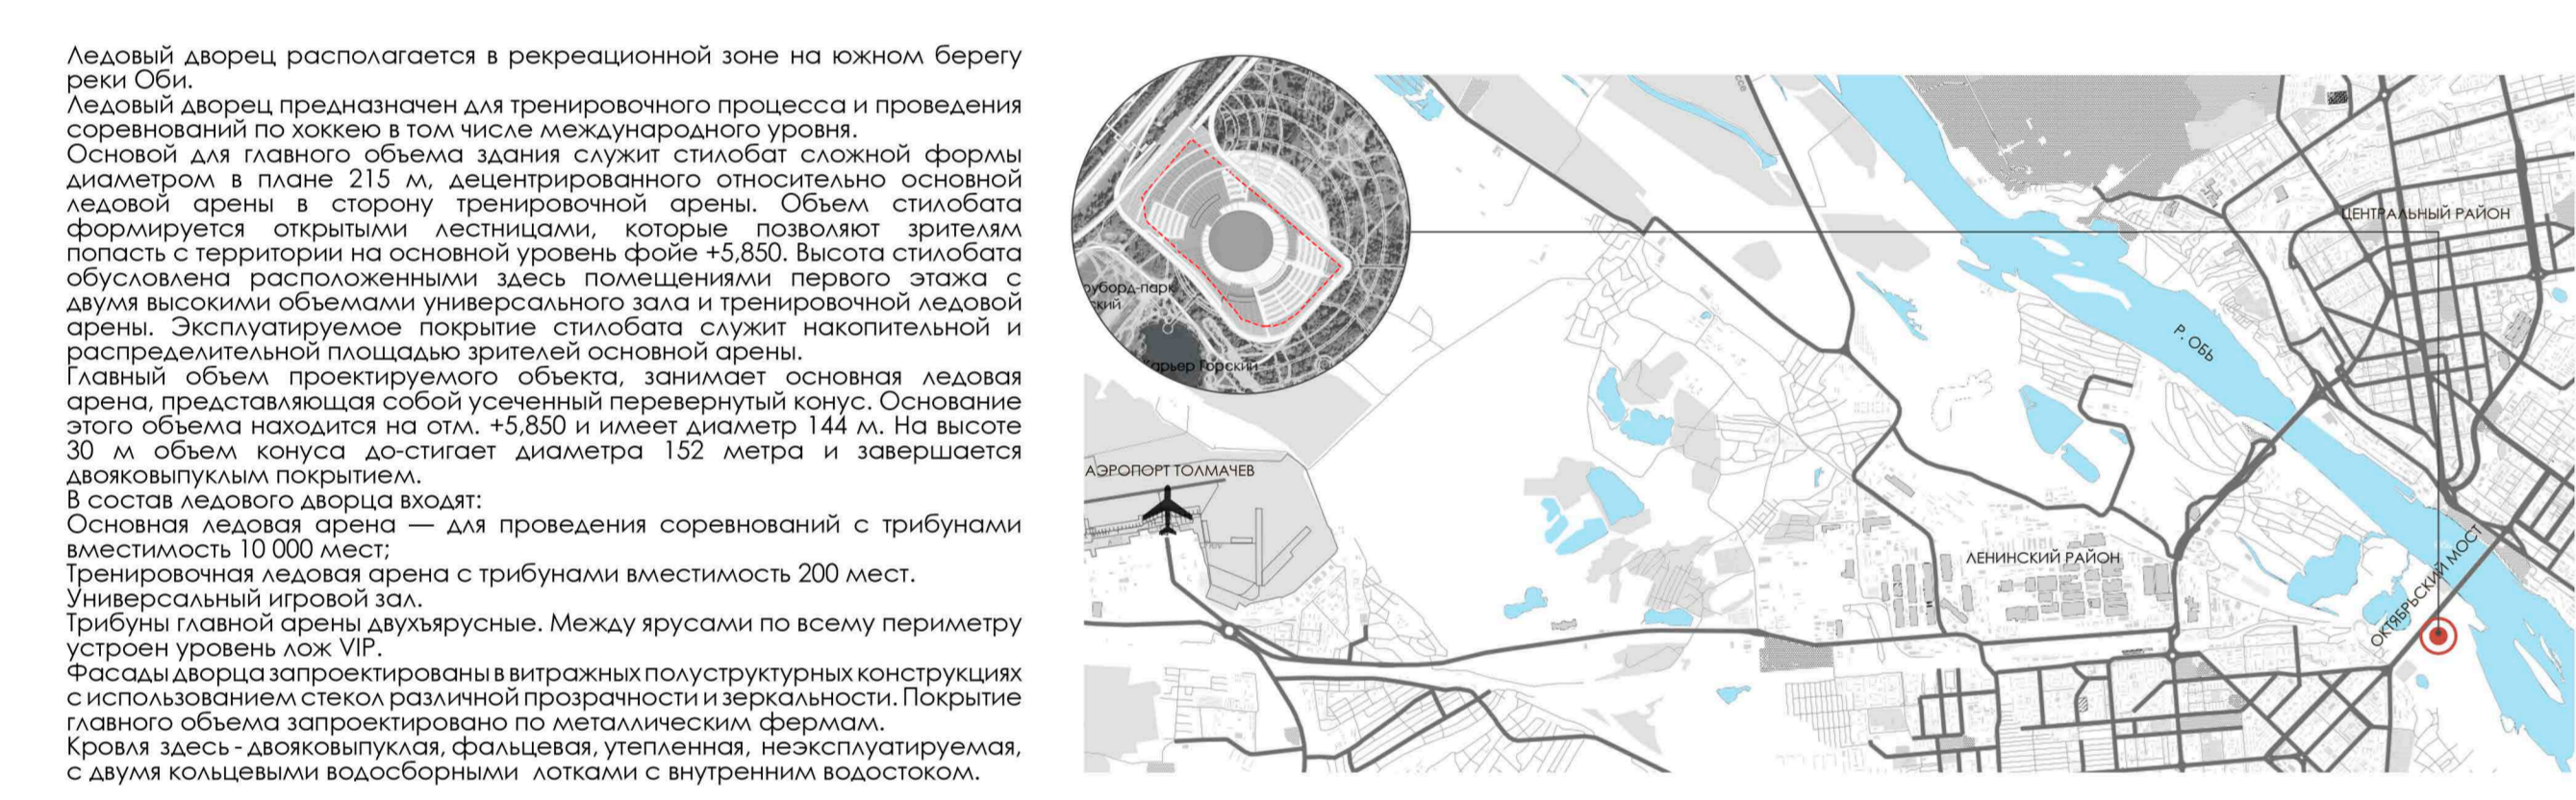 Ледовый дворец располагается в рекреационной зоне на южном берегу
реки Оби.
Ледовый дворец предназначен для тренировочного процесса и проведения
соревнований по хоккею в том числе международного уровня.
Основой для главного объема здания служит стилобат сложной формы
диаметром в плане 215 м, децентрированного относительно основной
ледовой арены в сторону тренировочной арены. Объем стилобата
формируется открытыми лестницами, которые позволяют зрителям
попасть с территории на основной уровень фойе +5,850. Высота стилобата
обусловлена расположенными здесь помещениями первого этажа с
двумя высокими объемами универсального зала и тренировочной ледовой
арены. Эксплуатируемое покрытие стилобата служит накопительной и
распределительной площадью зрителей основной арены.
Главный объем проектируемого объекта, занимает основная ледовая
арена, представляющая собой усеченный перевернутый конус. Основание
этого объема находится на отм. +5,850 и имеет диаметр 144 м. На высоте
30 м объем конуса до-стигает диаметра 152 метра и завершается
двояковыпуклым покрытием.
В состав ледового дворца входят:
Основная ледовая арена — для проведения соревнований с трибунами
вместимость 10 000 мест;
Тренировочная ледовая арена с трибунами вместимость 200 мест.
Универсальный игровой зал.
Трибуны главной арены двухъярусные. Между ярусами по всему периметру
устроен уровень лож VIP.
Фасады дворца запроектированы в витражных полуструктурных конструкциях
с использованием стекол различной прозрачности и зеркальности. Покрытие
главного объема запроектировано по металлическим фермам.
Кровля здесь - двояковыпуклая, фальцевая, утепленная, неэксплуатируемая,
с двумя кольцевыми водосборными лотками с внутренним водостоком.
оуборд-парк
ский
арьер Горский
АЭРОПОРТ ТОЛМАЧЕВ
ЦЕНТРАЛЬНЫЙ РАЙОН
Р. ОБЬ
ЛЕНИНСКИЙ РАЙОН
ОКТЯБРЬСКИЙ МОСТ